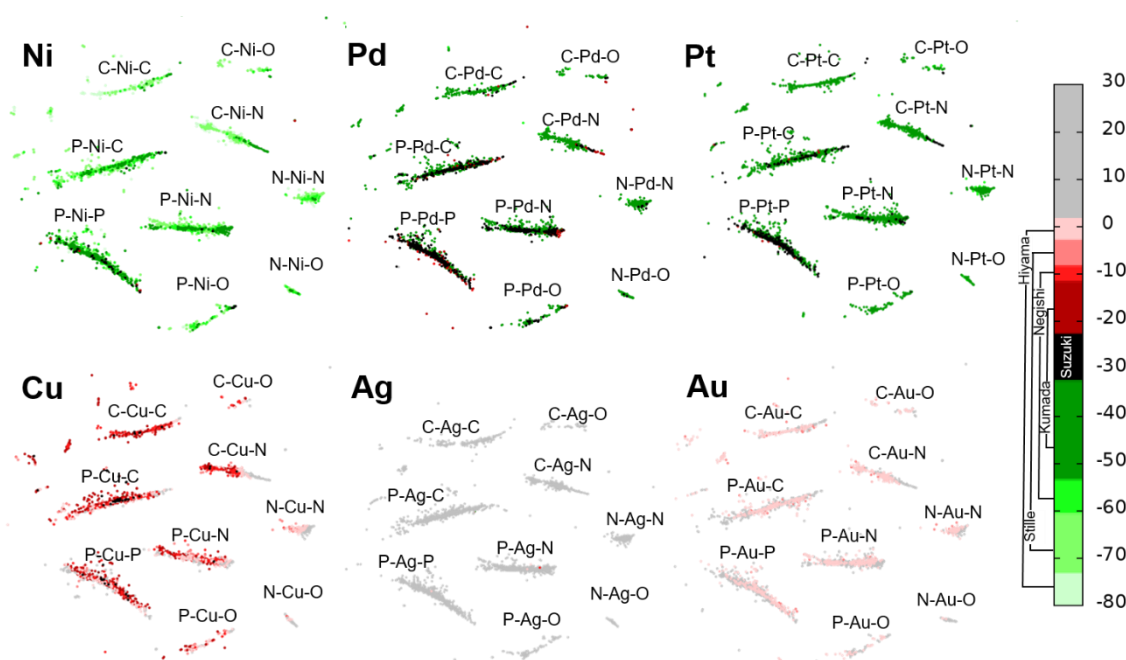 Ni
C-Ni-C
C-Ni-O
C-Ni-N
P-Ni-C
N-Ni-N
P-Ni-N
P-Ni-P
N-Ni-O
P-Ni-O
Pd
C-Pd-C
C-Pd-O
C-Pd-N
P-Pd-C
N-Pd-N
P-Pd-N
P-Pd-P
N-Pd-O
P-Pd-O
Pt
C-Pt-C
C-Pt-O
C-Pt-N
P-Pt-C
N-Pt-N
P-Pt-N
P-Pt-P
N-Pt-O
P-Pt-O
Cu
C-Cu-O
C-Cu-C
C-Cu-N
P-Cu-C
N-Cu-N
P-Cu-N
P-Cu-P
N-Cu-O
P-Cu-O
Ag
C-Ag-O
C-Ag-C
C-Ag-N
P-Ag-C
N-Ag-N
P-Ag-N
P-Ag-P
N-Ag-O
P-Ag-O
Au
C-Au-O
C-Au-C
C-Au-N
P-Au-C
N-Au-N
P-Au-N
P-Au-P
N-Au-O
P-Au-O
30
20
10
0
-10
-20
-30
-40
-50
-60
-70
-80
Hiyama
Negishi
Suzuki
Kumada
Stille